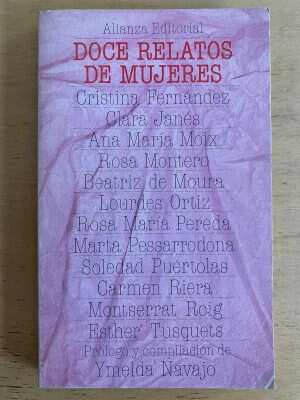 Alianza Editorial
DOCE RELATOS
DE MUJERES
Cristina Fernández
Clara Janés
Ana María Moix
Rosa Montero
Beatriz de Moura
Lourdes Ortiz
Rosa María Pereda
Marta Pessarrodona
Soledad Puértolas
Carmen Riera
Montserrat Roig
Esther Tusquets
Prólogo y compilación de
Ymelda Navajo